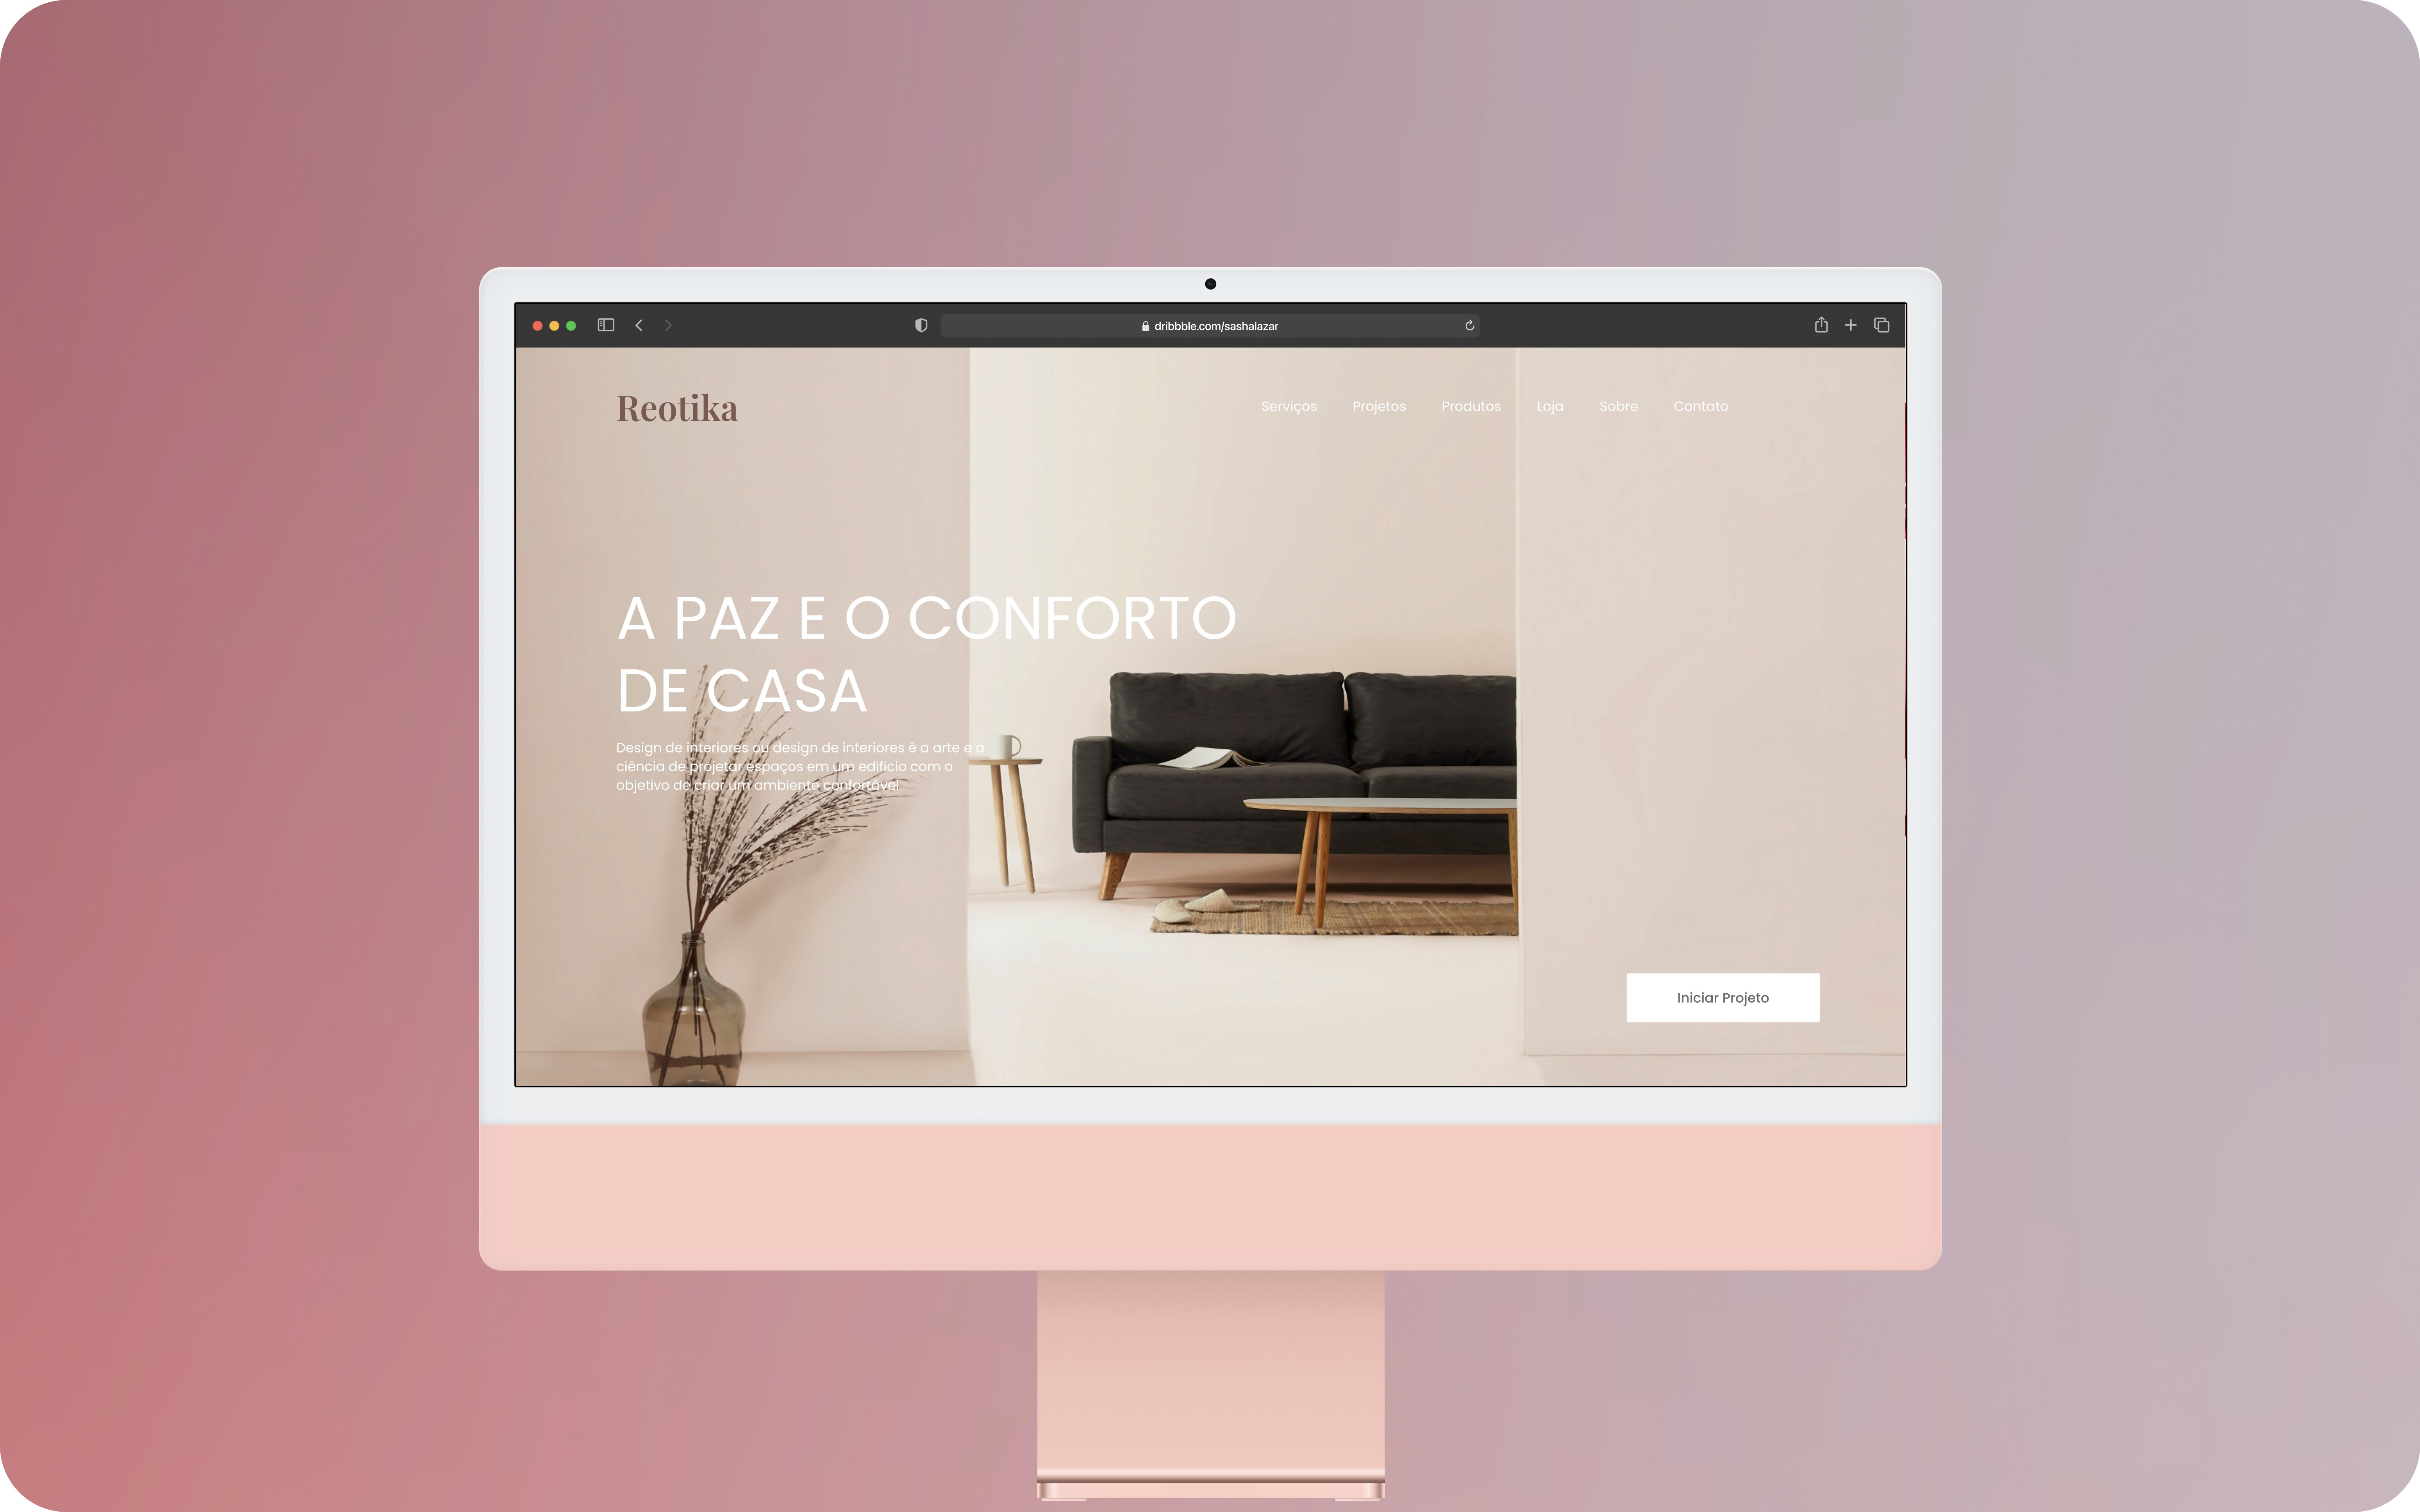 dribbble.com/sashalazar
Reotika
Serviços Projetos Produtos Loja Sobre Contato
A PAZ E O CONFORTO
DE CASA
Design de interiores ou design de interiores é a arte e a
ciência de projetar espaços em um edifício com o
objetivo de criar um ambiente confortável
Iniciar Projeto